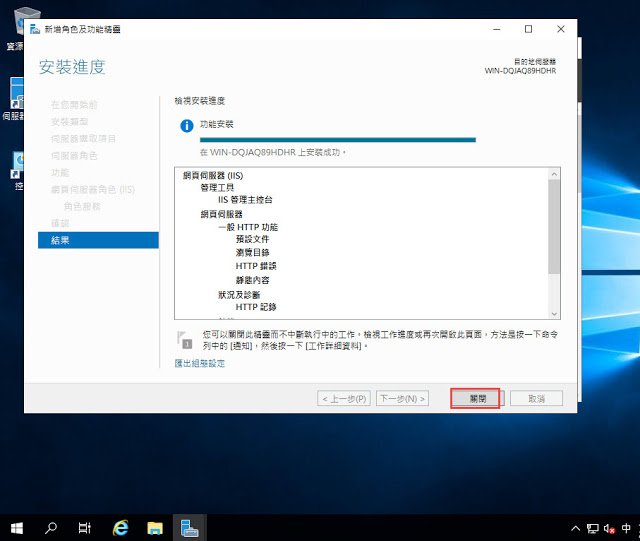 資源
新增角色及功能精靈
安裝進度
目的地伺服器
WIN-DQJAQ89HDHR
在您開始前
安裝類型
伺服器選取項目
伺服器角色
功能
網頁伺服器角色 (IIS)
角色服務
確認
結果
伺服器
控
檢視安裝進度
功能安裝
在 WIN-DQJAQ89HDHR 上安裝成功。
網頁伺服器 (IIS)
管理工具
IIS 管理主控台
網頁伺服器
一般 HTTP 功能
預設文件
瀏覽目錄
HTTP 錯誤
靜態內容
狀況及診斷
HTTP 記錄
1
您可以關閉此精靈而不中斷執行中的工作。檢視工作進度或再次開啟此頁面，方法是按一下命令
列中的 [通知]，然後按一下 [工作詳細資料]。
匯出組態設定
< 上一步(P)
下一步(N) >
關閉
取消
中